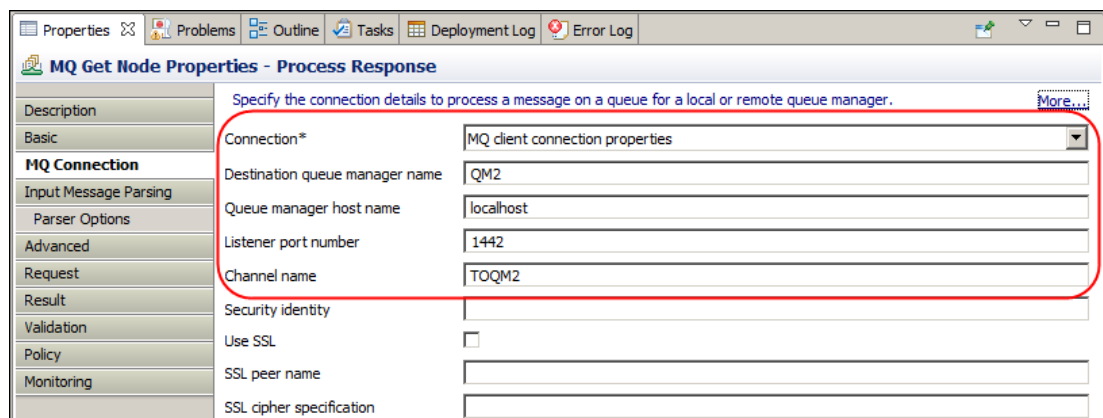 Properties Problems Outline Tasks Deployment Log Error Log
MQ Get Node Properties - Process Response
Description
Basic
MQ Connection
Input Message Parsing
Parser Options
Advanced
Request
Result
Validation
Policy
Monitoring
Specify the connection details to process a message on a queue for a local or remote queue manager. More...
Connection* MQ client connection properties
Destination queue manager name QM2
Queue manager host name localhost
Listener port number 1442
Channel name TOQM2
Security identity
Use SSL
SSL peer name
SSL cipher specification